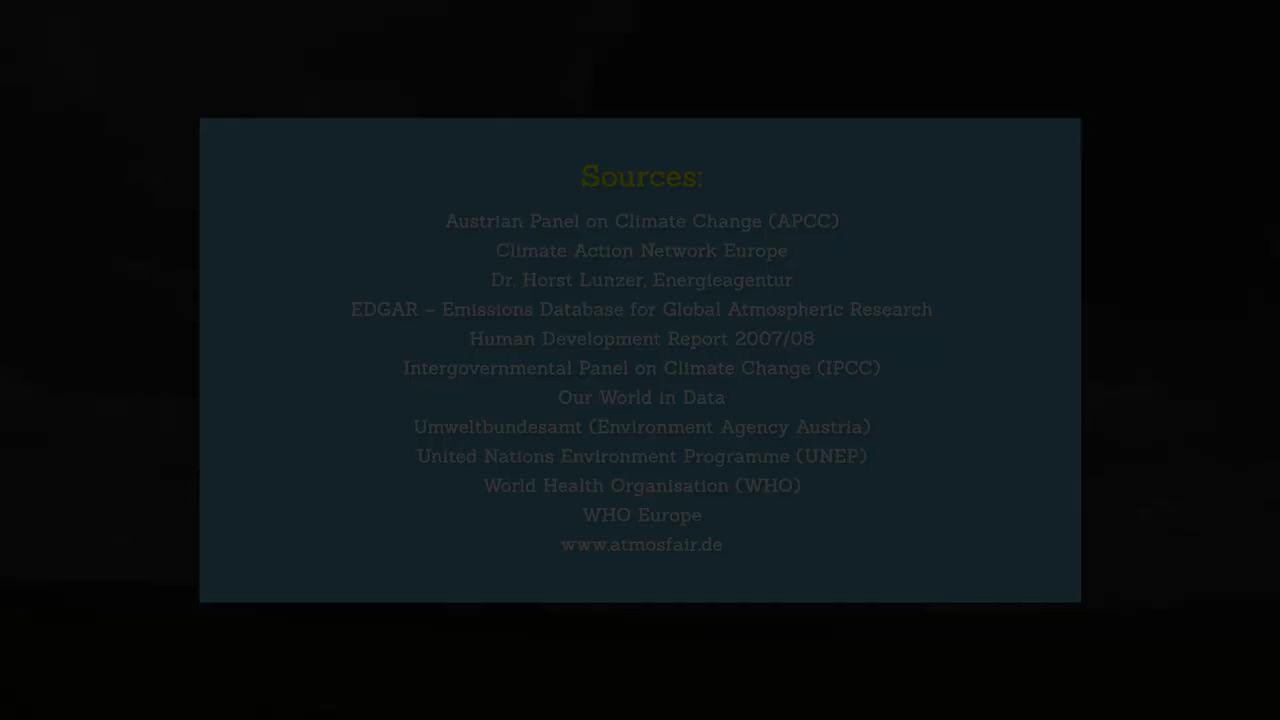 Sources:
Austrian Panel on Climate Change (APCC)
Climate Action Network Europe
Dr. Horst Lunzer, Energieagentur
EDGAR – Emissions Database for Global Atmospheric Research
Human Development Report 2007/08
Intergovernmental Panel on Climate Change (IPCC)
Our World in Data
Umweltbundesamt (Environment Agency Austria)
United Nations Environment Programme (UNEP)
World Health Organisation (WHO)
WHO Europe
www.atmosfair.de